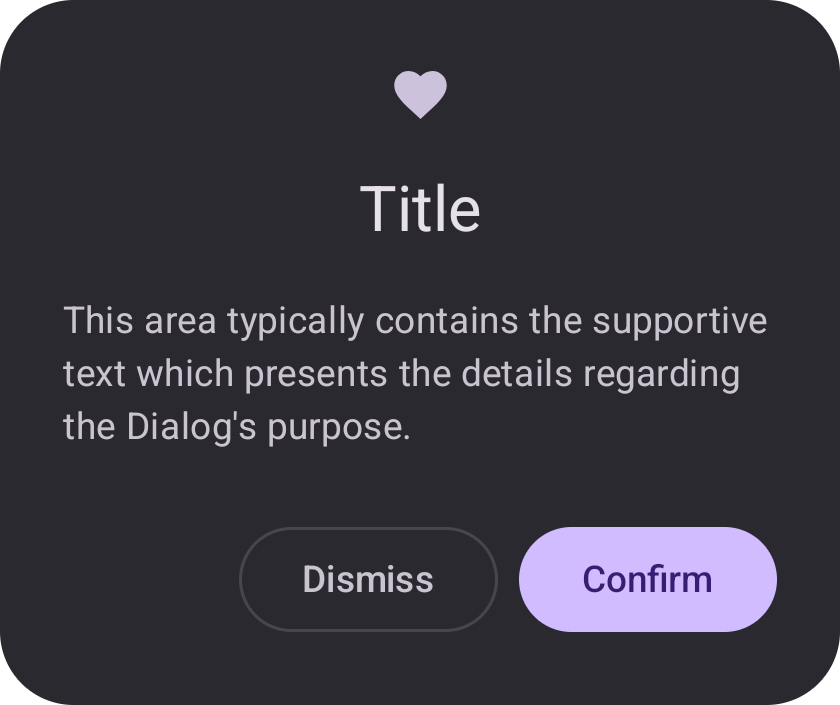 Title
This area typically contains the supportive
text which presents the details regarding
the Dialog's purpose.
Dismiss
Confirm